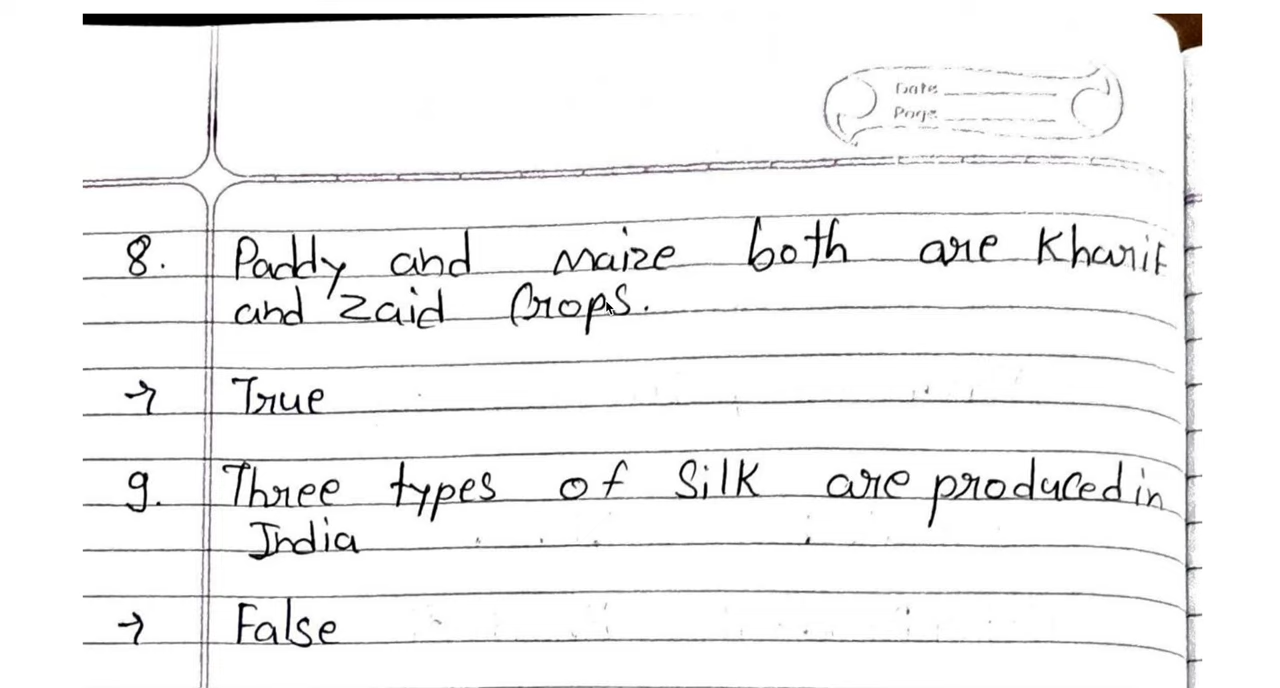 Date
Page
8. Paddy and maize both are Kharif
and Zaid Crops.
→ True
9. Three types of Silk are produced in
India
→ False